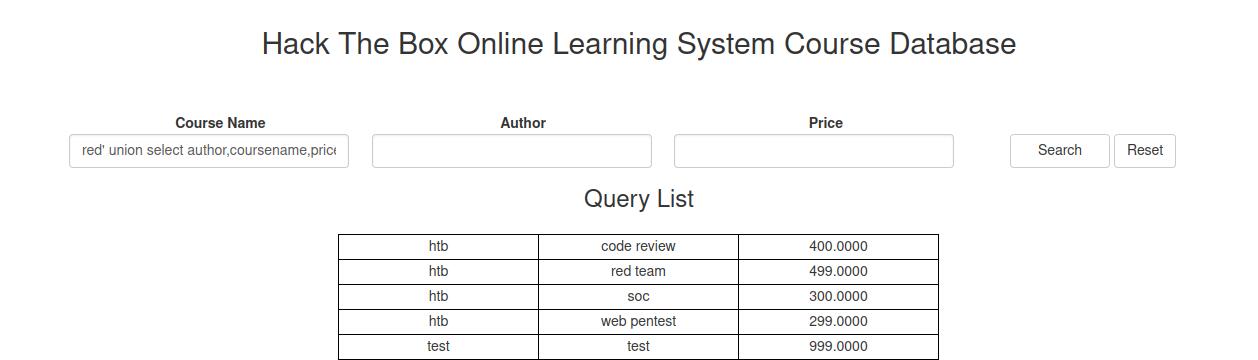 Hack The Box Online Learning System Course Database
Course Name Author Price
red' union select author,coursename,price Search Reset
Query List
htb code review 400.0000
htb red team 499.0000
htb soc 300.0000
htb web pentest 299.0000
test test 999.0000